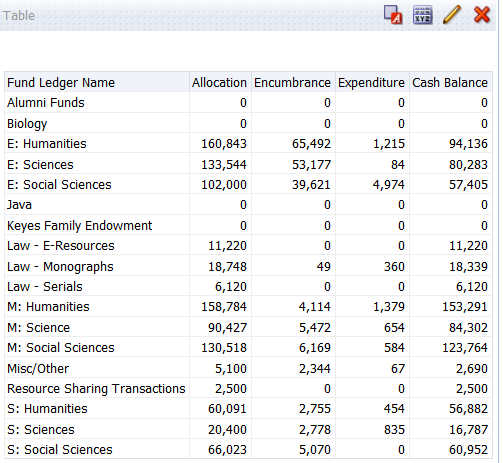 Table
XYZ
Fund Ledger Name Allocation Encumbrance Expenditure Cash Balance
Alumni Funds 0 0 0 0
Biology 0 0 0 0
E: Humanities 160,843 65,492 1,215 94,136
E: Sciences 133,544 53,177 84 80,283
E: Social Sciences 102,000 39,621 4,974 57,405
Java 0 0 0 0
Keyes Family Endowment 0 0 0 0
Law - E-Resources 11,220 0 0 11,220
Law - Monographs 18,748 49 360 18,339
Law - Serials 6,120 0 0 6,120
M: Humanities 158,784 4,114 1,379 153,291
M: Science 90,427 5,472 654 84,302
M: Social Sciences 130,518 6,169 584 123,764
Misc/Other 5,100 2,344 67 2,690
Resource Sharing Transactions 2,500 0 0 2,500
S: Humanities 60,091 2,755 454 56,882
S: Sciences 20,400 2,778 835 16,787
S: Social Sciences 66,023 5,070 0 60,952